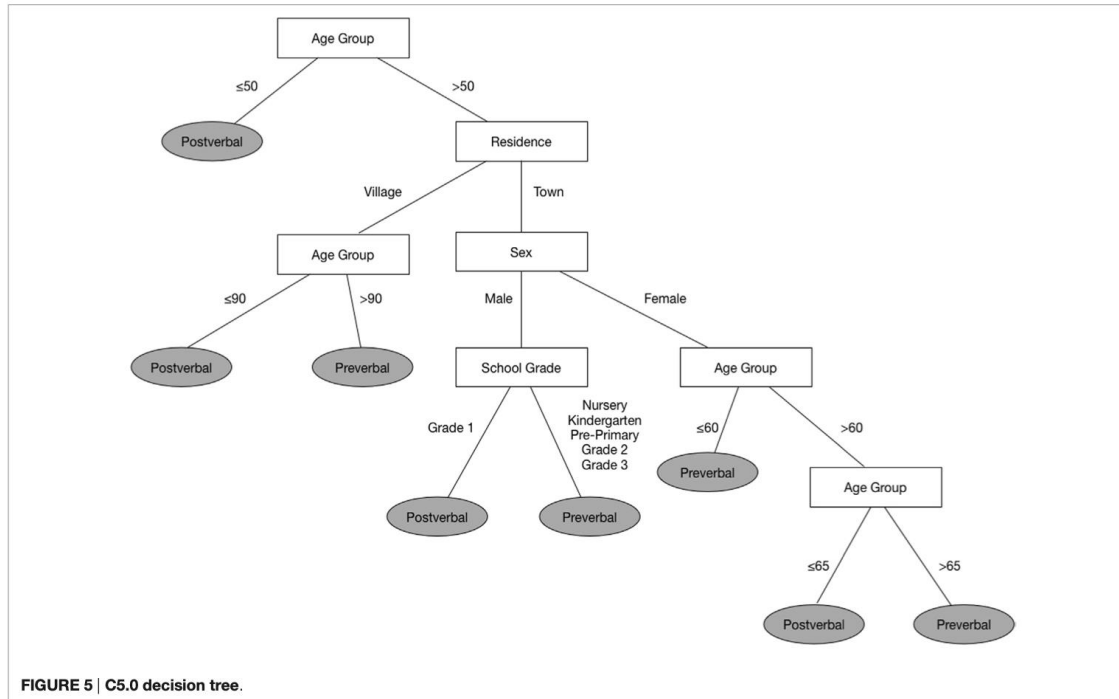 Age Group
≤50
>50
Postverbal
Residence
Village
Town
Age Group
Sex
≤90
>90
Male
Female
Postverbal
Preverbal
School Grade
Age Group
Grade 1
Nursery
Kindergarten
Pre-Primary
Grade 2
Grade 3
≤60
>60
Preverbal
Age Group
Postverbal
Preverbal
≤65
>65
Postverbal
Preverbal
FIGURE 5 | C5.0 decision tree.